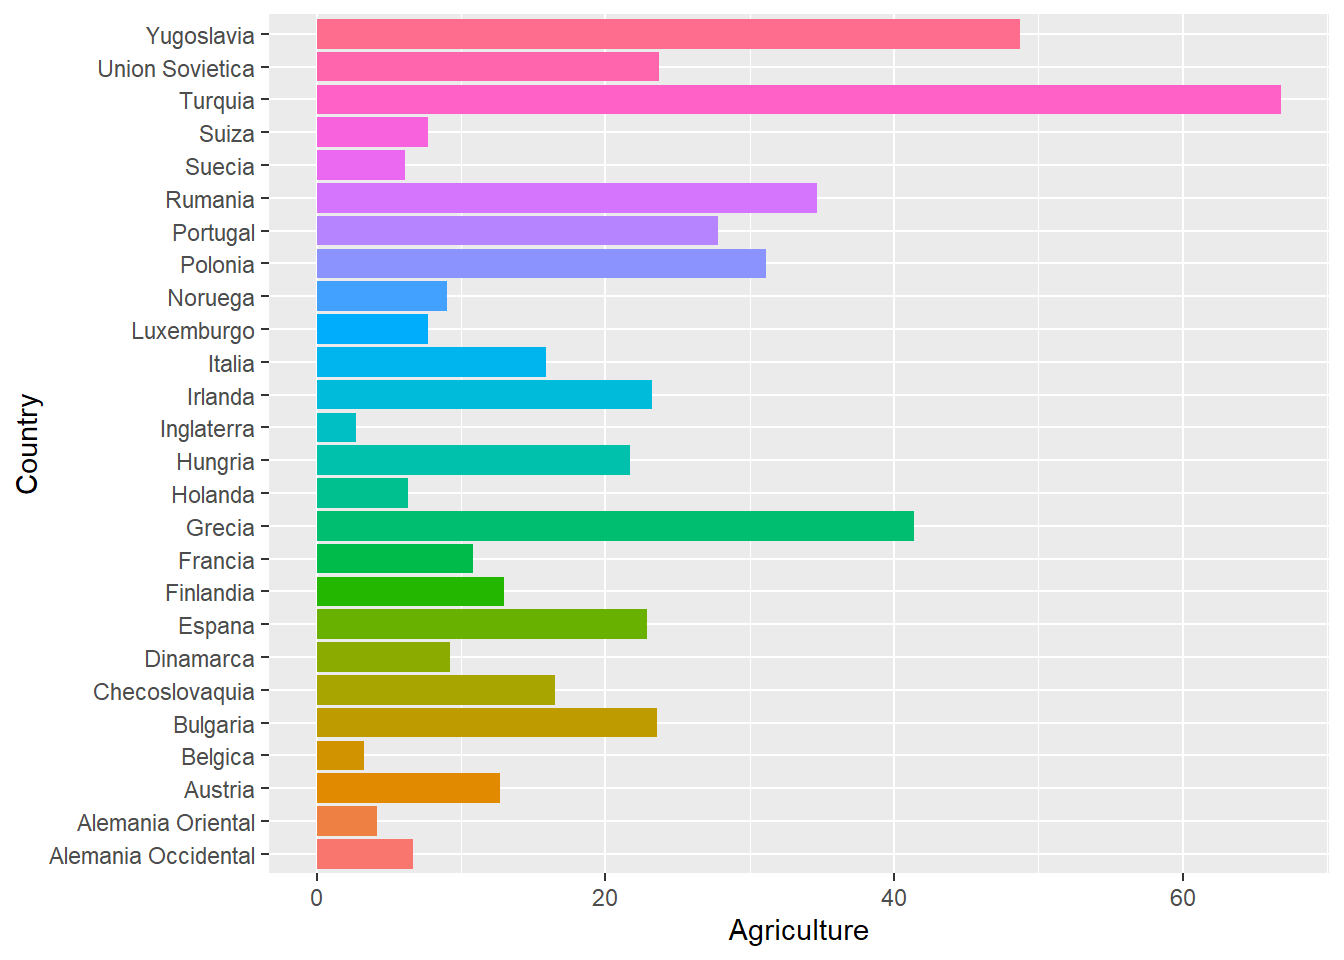 Yugoslavia
Union Sovietica
Turquia
Suiza
Suecia
Rumania
Portugal
Polonia
Noruega
Luxemburgo
Italia
Irlanda
Inglaterra
Hungria
Holanda
Grecia
Francia
Finlandia
Espana
Dinamarca
Checoslovaquia
Bulgaria
Belgica
Austria
Alemania Oriental
Alemania Occidental
Country
0 20 40 60
Agriculture